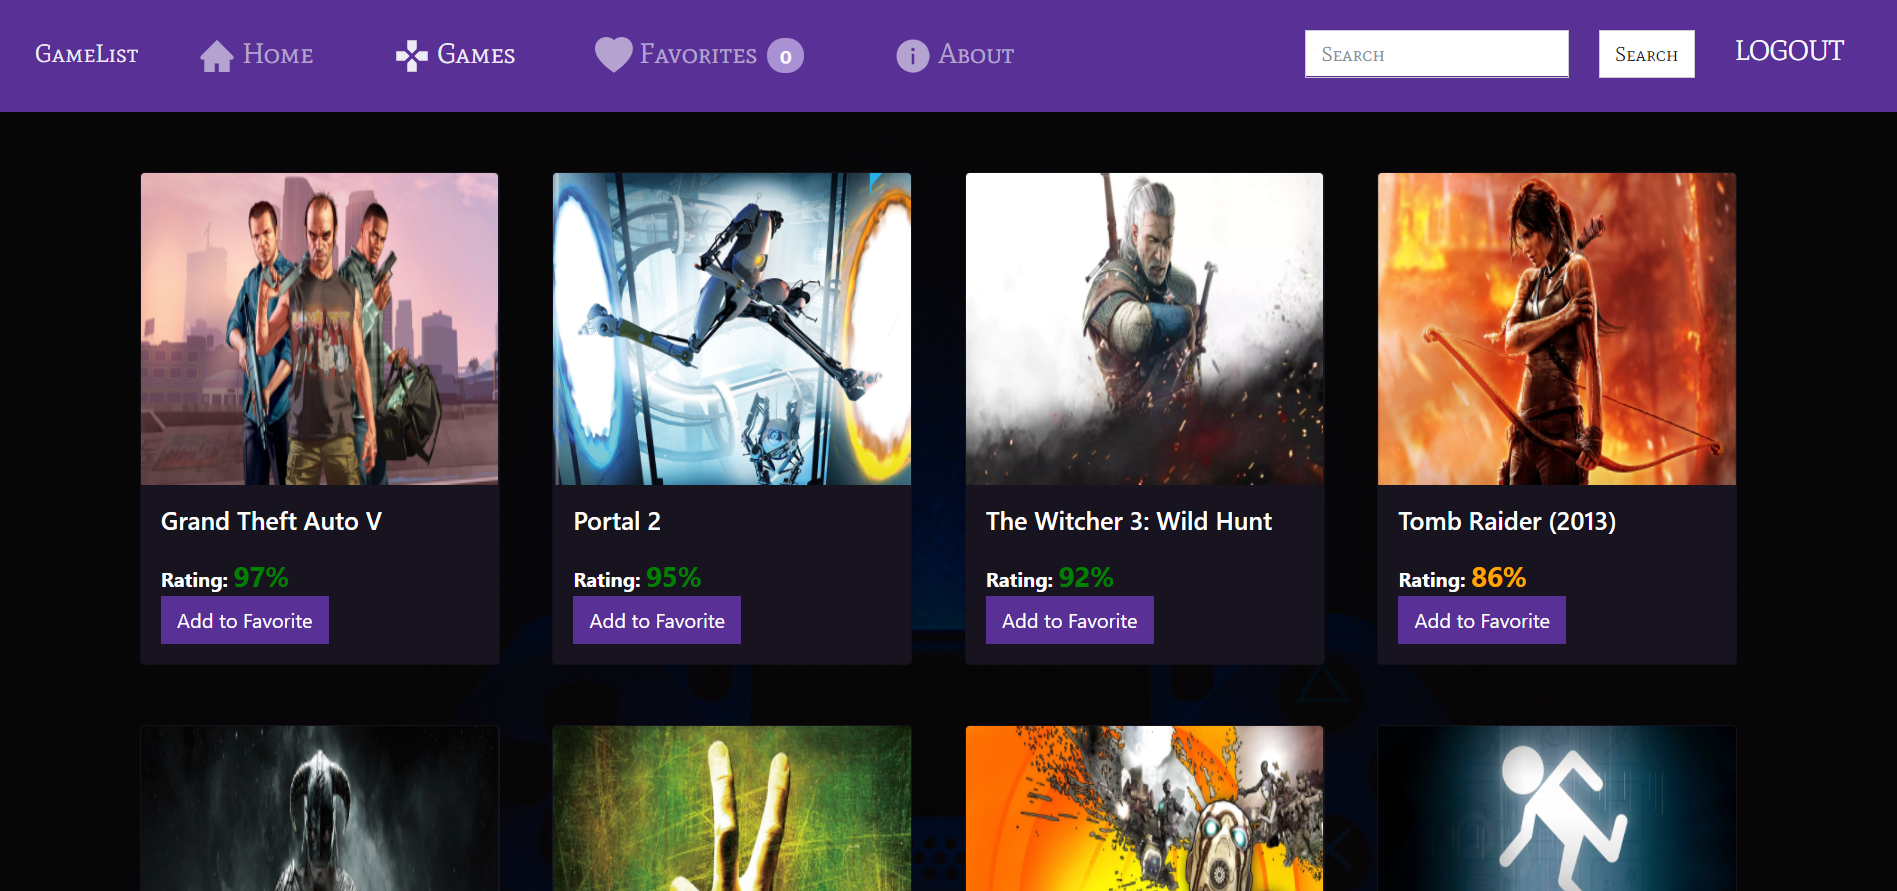 GameList
Home
Games
Favorites 0
About
Search
Search
LOGOUT
Grand Theft Auto V
Rating: 97%
Add to Favorite
Portal 2
Rating: 95%
Add to Favorite
The Witcher 3: Wild Hunt
Rating: 92%
Add to Favorite
Tomb Raider (2013)
Rating: 86%
Add to Favorite